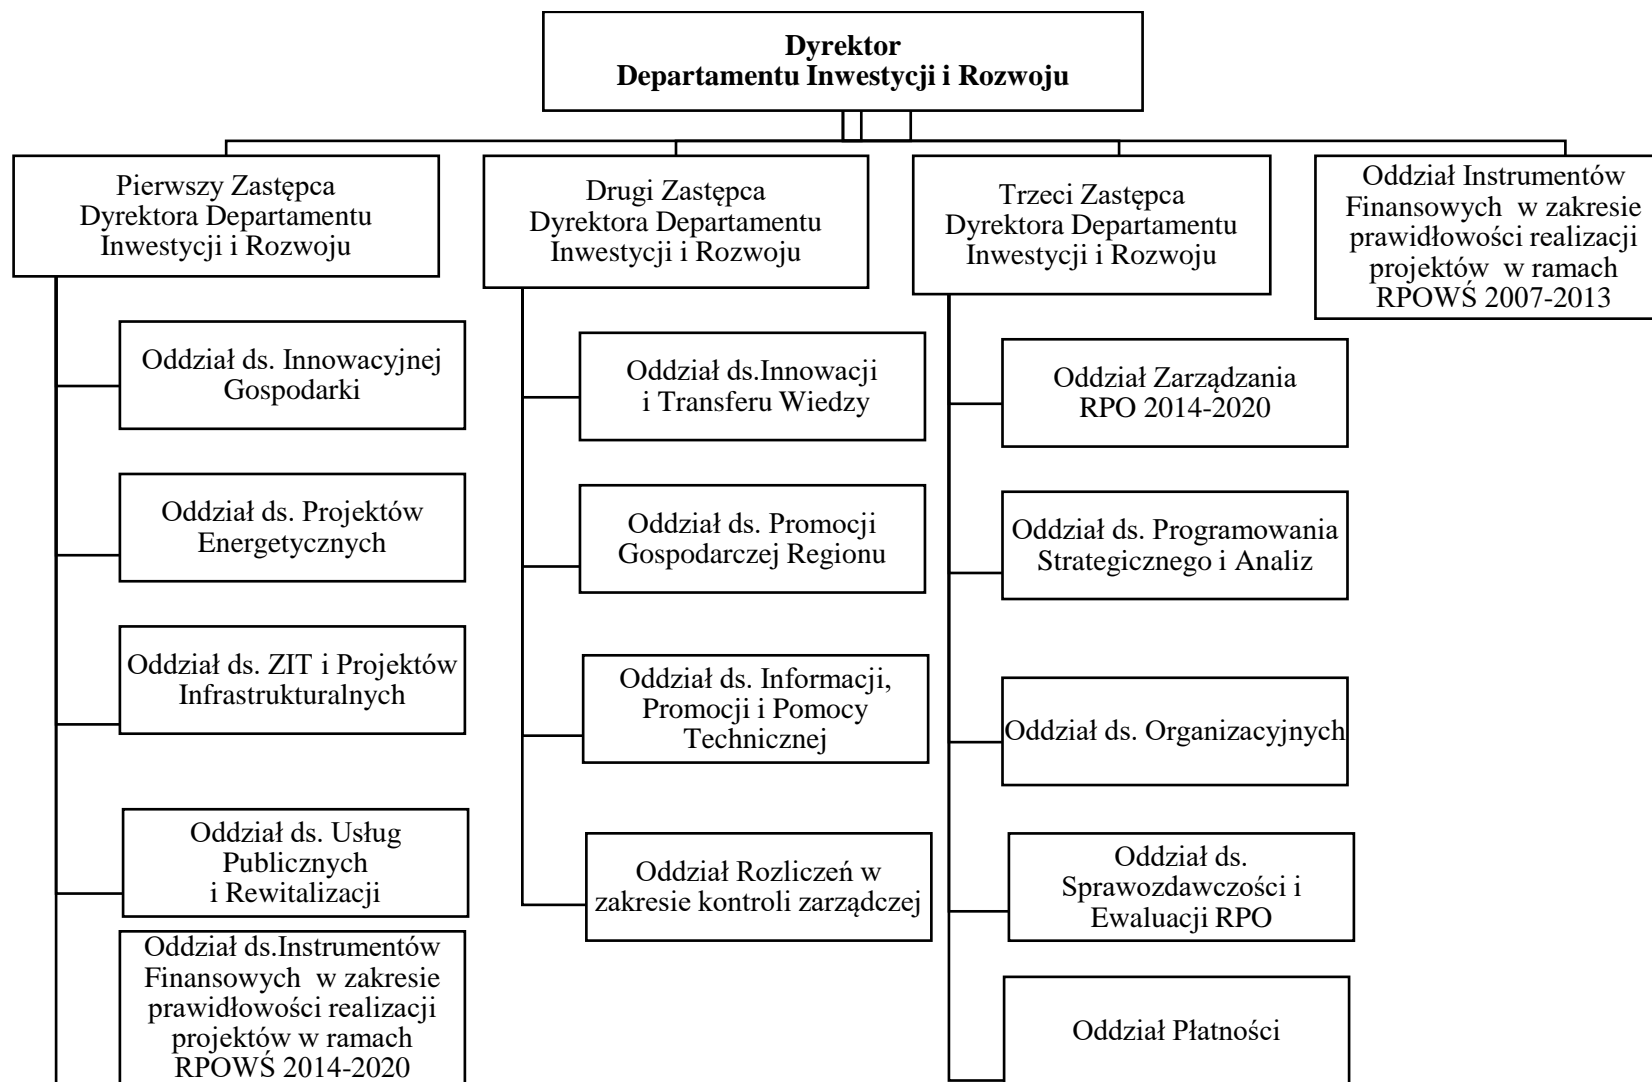 Dyrektor
Departamentu Inwestycji i Rozwoju
Pierwszy Zastępca
Dyrektora Departamentu
Inwestycji i Rozwoju
Drugi Zastępca
Dyrektora Departamentu
Inwestycji i Rozwoju
Trzeci Zastępca
Dyrektora Departamentu
Inwestycji i Rozwoju
Oddział Instrumentów
Finansowych w zakresie
prawidłowości realizacji
projektów w ramach
RPOWŚ 2007-2013
Oddział ds. Innowacyjnej
Gospodarki
Oddział ds. Projektów
Energetycznych
Oddział ds. ZIT i Projektów
Infrastrukturalnych
Oddział ds. Usług
Publicznych
i Rewitalizacji
Oddział ds.Instrumentów
Finansowych w zakresie
prawidłowości realizacji
projektów w ramach
RPOWŚ 2014-2020
Oddział ds.Innowacji
i Transferu Wiedzy
Oddział ds. Promocji
Gospodarczej Regionu
Oddział ds. Informacji,
Promocji i Pomocy
Technicznej
Oddział Rozliczeń w
zakresie kontroli zarządczej
Oddział Zarządzania
RPO 2014-2020
Oddział ds. Programowania
Strategicznego i Analiz
Oddział ds. Organizacyjnych
Oddział ds.
Sprawozdawczości i
Ewaluacji RPO
Oddział Płatności